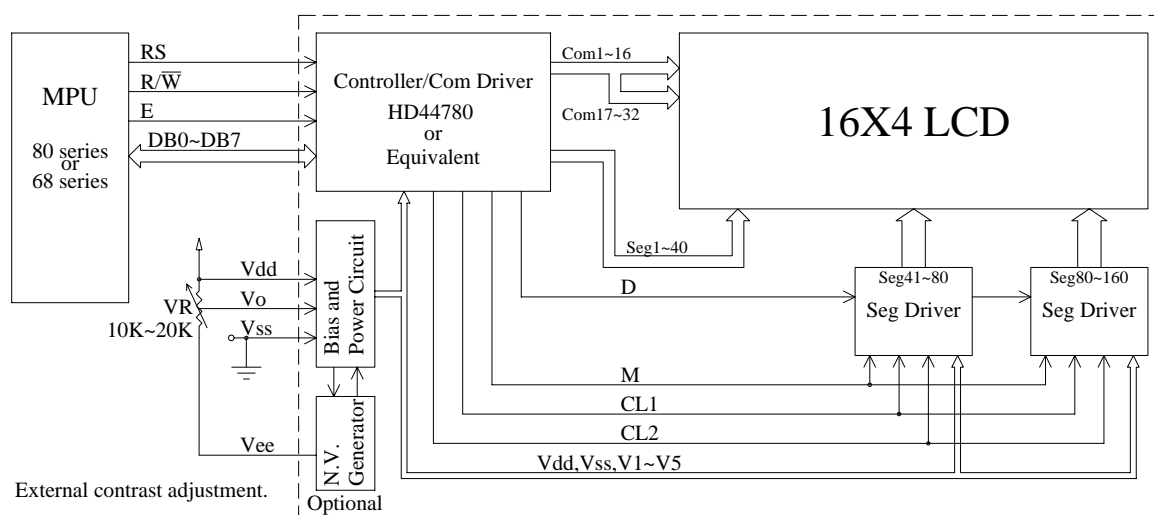 MPU
80 series
or
68 series
RS
R/W̅
E
DB0~DB7
Controller/Com Driver
HD44780
or
Equivalent
Com1~16
Com17~32
16X4 LCD
Seg1~40
Seg41~80
Seg Driver
Seg80~160
Seg Driver
D
M
CL1
CL2
Vdd,Vss,V1~V5
Vdd
Vo
Vss
VR
10K~20K
Bias and
Power Circuit
N.V.
Generator
Vee
Optional
External contrast adjustment.